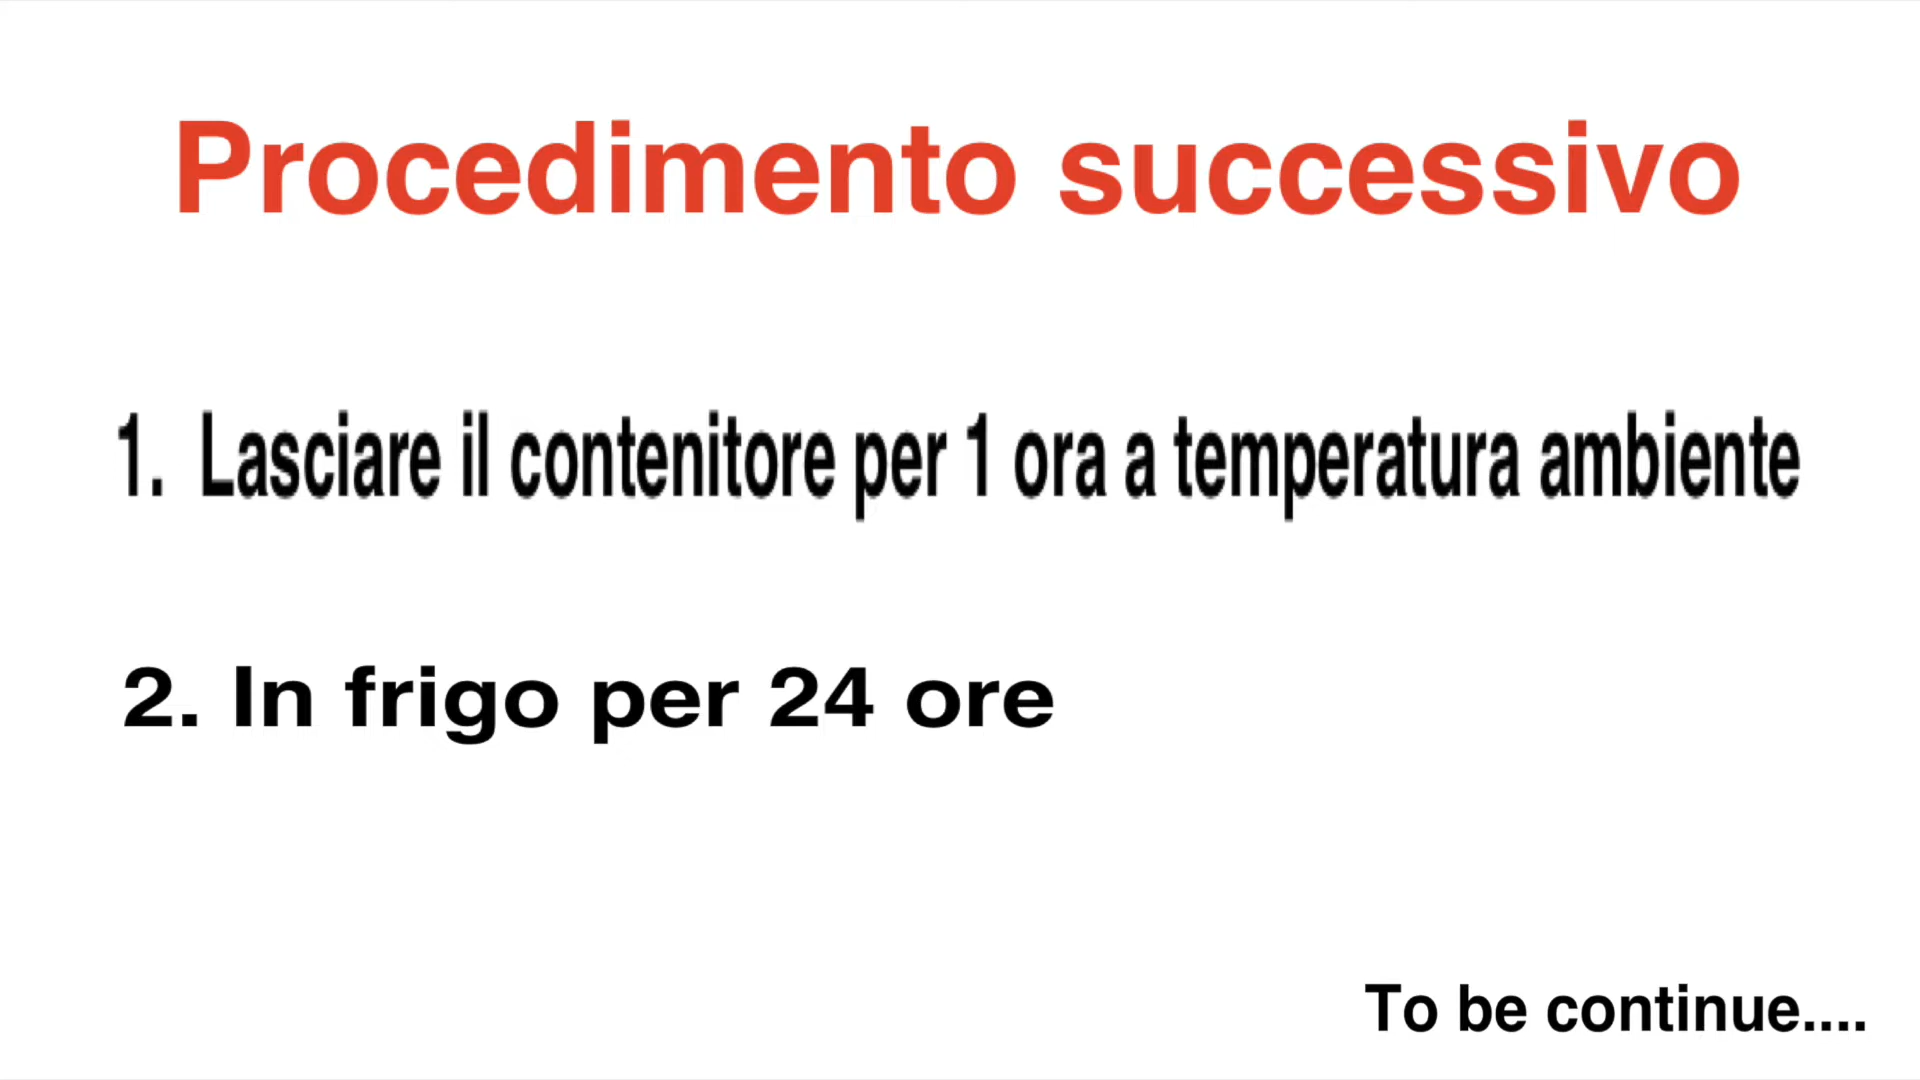 Procedimento successivo
1. Lasciare il contenitore per 1 ora a temperatura ambiente
2. In frigo per 24 ore
To be continue....